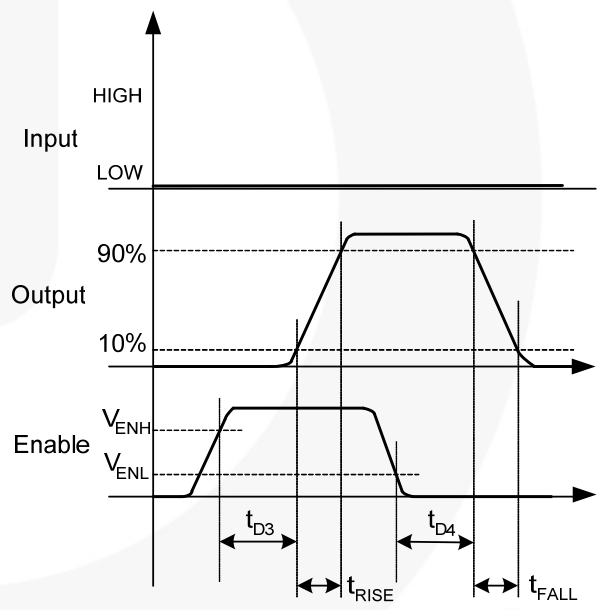 HIGH
Input
LOW
90%
Output
10%
VENH
Enable
VENL
tD3
tD4
tRISE
tFALL